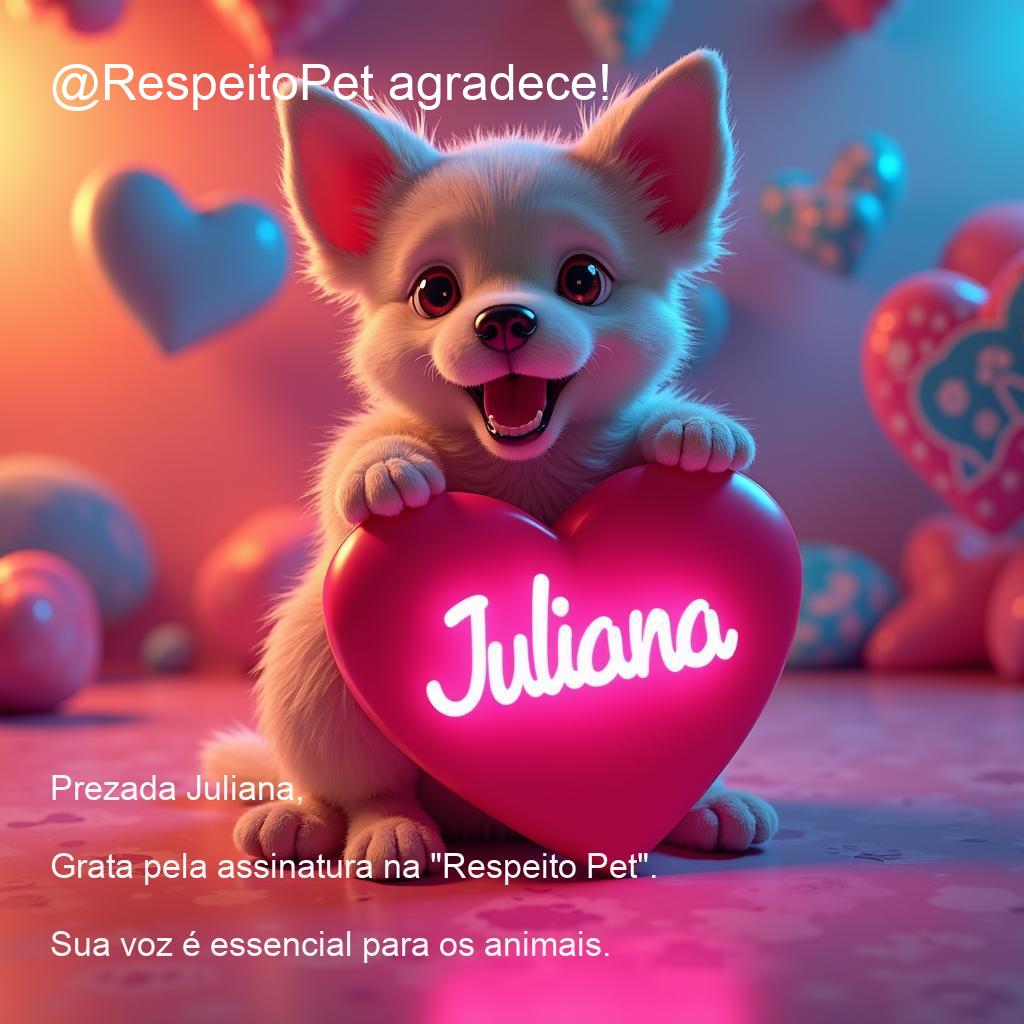 @RespeitoPet agradece!
Juliana
Prezada Juliana,
Grata pela assinatura na "Respeito Pet".
Sua voz é essencial para os animais.